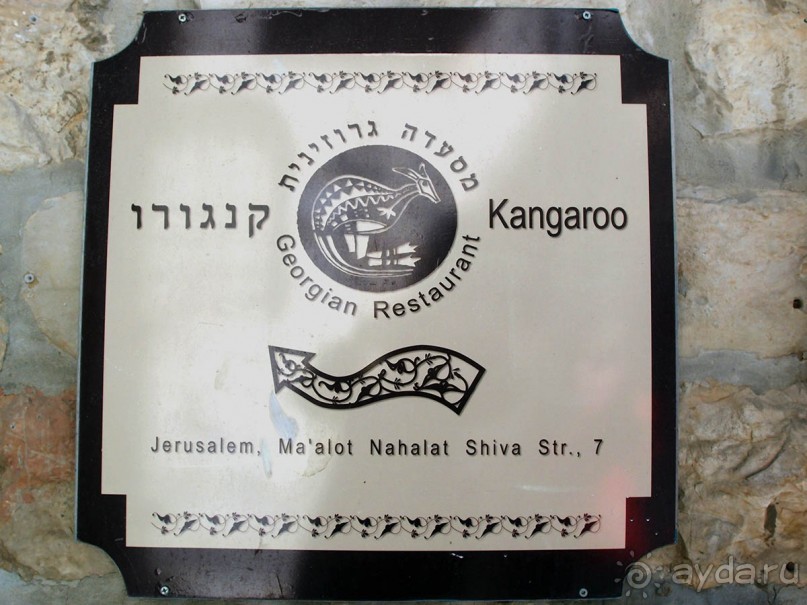 מסעדה גרוזינית
קנגורו
Kangaroo
Georgian Restaurant
Jerusalem, Ma'alot Nahalat Shiva Str., 7
ayda.ru